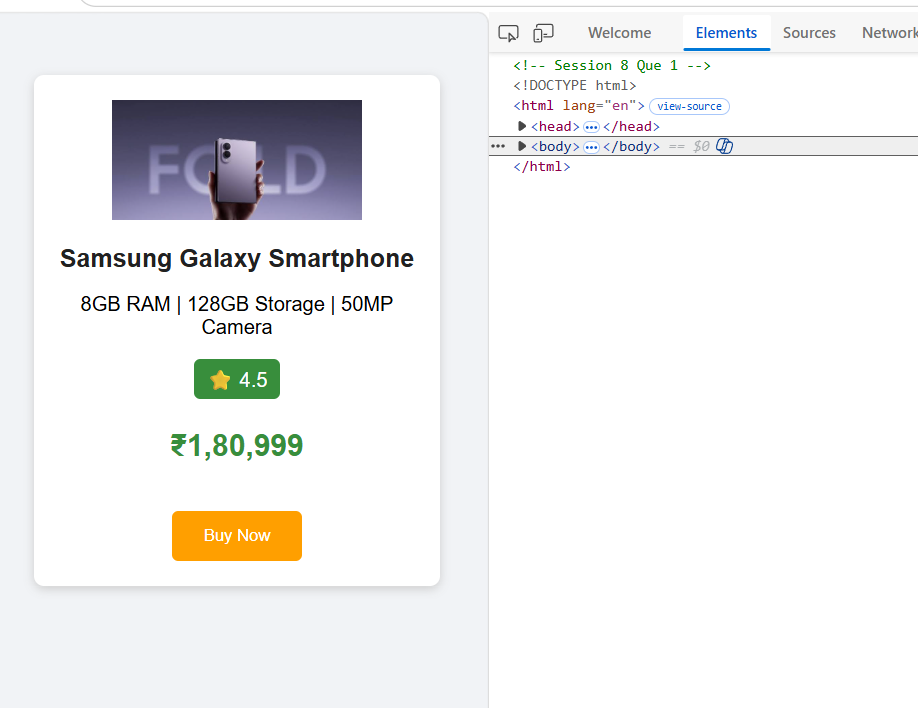 FOLD
Samsung Galaxy Smartphone
8GB RAM | 128GB Storage | 50MP
Camera
⭐ 4.5
₹1,80,999
Buy Now
Welcome Elements Sources Network
<!-- Session 8 Que 1 -->
<!DOCTYPE html>
<html lang="en"> view-source
<head> ••• </head>
••• <body> ••• </body> == $0
</html>